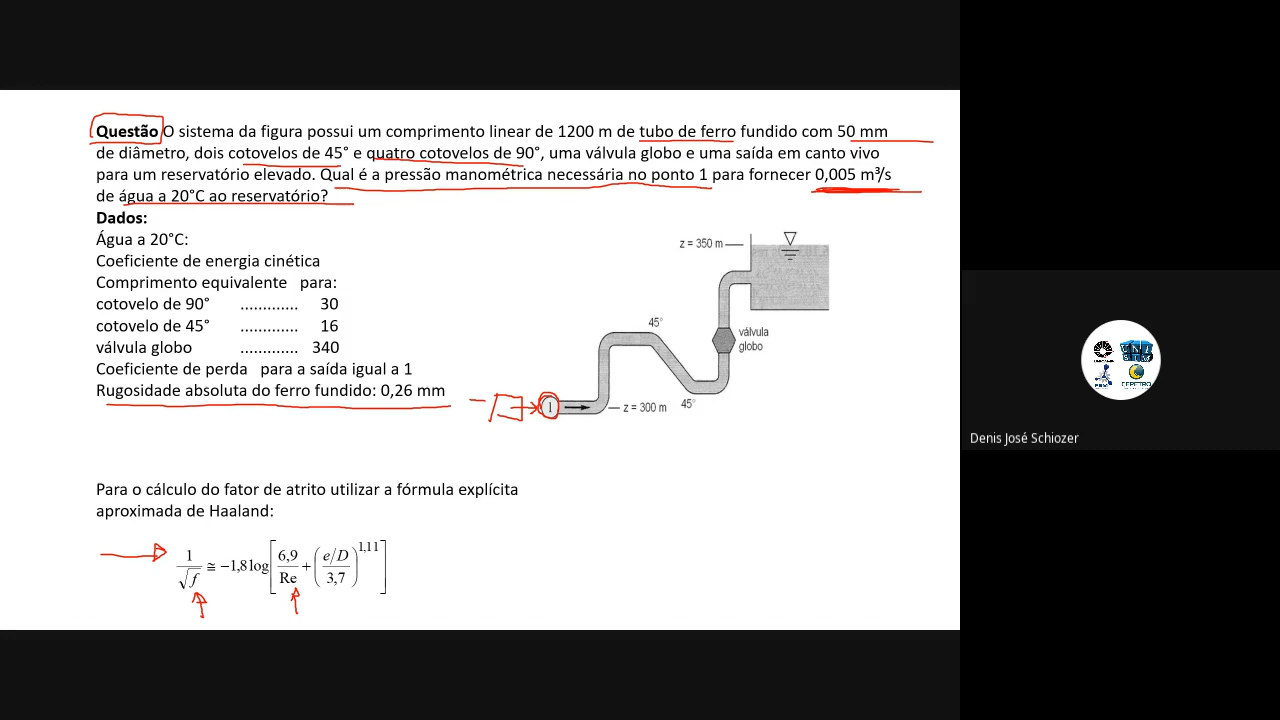 Questão O sistema da figura possui um comprimento linear de 1200 m de tubo de ferro fundido com 50 mm
de diâmetro, dois cotovelos de 45° e quatro cotovelos de 90°, uma válvula globo e uma saída em canto vivo
para um reservatório elevado. Qual é a pressão manométrica necessária no ponto 1 para fornecer 0,005 m³/s
de água a 20°C ao reservatório?
Dados:
Água a 20°C:
Coeficiente de energia cinética
Comprimento equivalente para:
cotovelo de 90° ............. 30
cotovelo de 45° ............. 16
válvula globo ............. 340
Coeficiente de perda para a saída igual a 1
Rugosidade absoluta do ferro fundido: 0,26 mm
z = 350 m
45°
válvula
globo
1
z = 300 m
45°
Para o cálculo do fator de atrito utilizar a fórmula explícita
aproximada de Haaland:
1/√f ≅ −1,8log[6,9/Re + (e/D/3,7)^1,11]
Denis José Schiozer